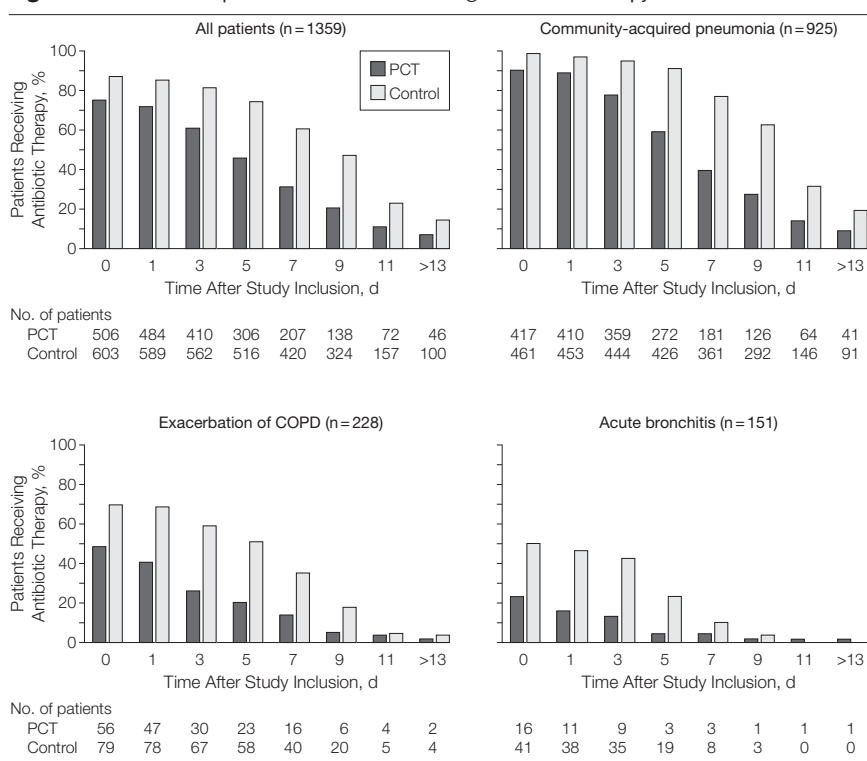 All patients (n = 1359)
100
80
60
40
20
0
Patients Receiving
Antibiotic Therapy, %
PCT
Control
0 1 3 5 7 9 11 >13
Time After Study Inclusion, d
No. of patients
PCT 506 484 410 306 207 138 72 46
Control 603 589 562 516 420 324 157 100
Community-acquired pneumonia (n = 925)
0 1 3 5 7 9 11 >13
Time After Study Inclusion, d
417 410 359 272 181 126 64 41
461 453 444 426 361 292 146 91
Exacerbation of COPD (n = 228)
100
80
60
40
20
0
Patients Receiving
Antibiotic Therapy, %
0 1 3 5 7 9 11 >13
Time After Study Inclusion, d
No. of patients
PCT 56 47 30 23 16 6 4 2
Control 79 78 67 58 40 20 5 4
Acute bronchitis (n = 151)
0 1 3 5 7 9 11 >13
Time After Study Inclusion, d
16 11 9 3 3 1 1 1
41 38 35 19 8 3 0 0